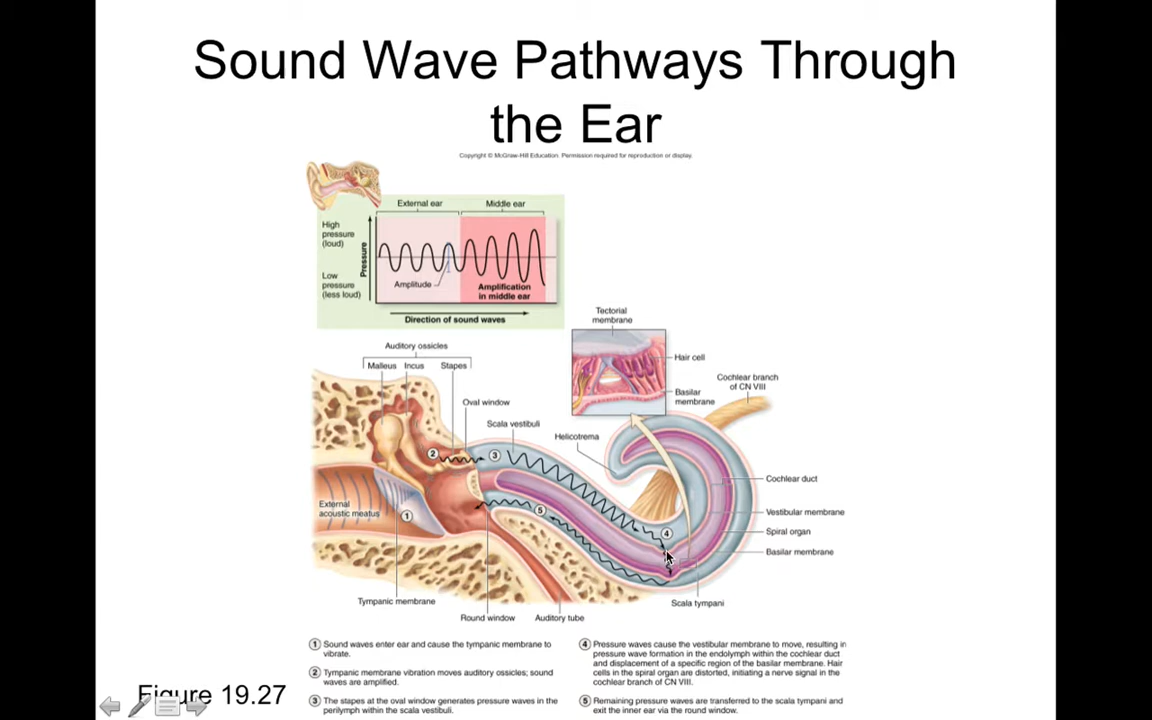 Sound Wave Pathways Through
the Ear
Copyright © McGraw-Hill Education. Permission required for reproduction or display.
External ear
Middle ear
High
pressure
(loud)
Pressure
Low
pressure
(less loud)
Amplitude
Amplification
in middle ear
Direction of sound waves
Tectorial
membrane
Hair cell
Basilar
membrane
Cochlear branch
of CN VIII
Auditory ossicles
Malleus Incus Stapes
Oval window
Scala vestibuli
Helicotrema
2
3
Cochlear duct
External
acoustic meatus
1
5
4
Vestibular membrane
Spiral organ
Basilar membrane
Tympanic membrane
Round window
Auditory tube
Scala tympani
1 Sound waves enter ear and cause the tympanic membrane to
vibrate.
2 Tympanic membrane vibration moves auditory ossicles; sound
waves are amplified.
3 The stapes at the oval window generates pressure waves in the
perilymph within the scala vestibuli.
4 Pressure waves cause the vestibular membrane to move, resulting in
pressure wave formation in the endolymph within the cochlear duct
and displacement of a specific region of the basilar membrane. Hair
cells in the spiral organ are distorted, initiating a nerve signal in the
cochlear branch of CN VIII.
5 Remaining pressure waves are transferred to the scala tympani and
exit the inner ear via the round window.
Figure 19.27